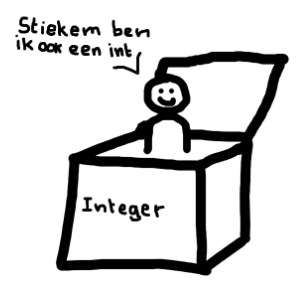 Stiekem ben
ik ook een int
Integer